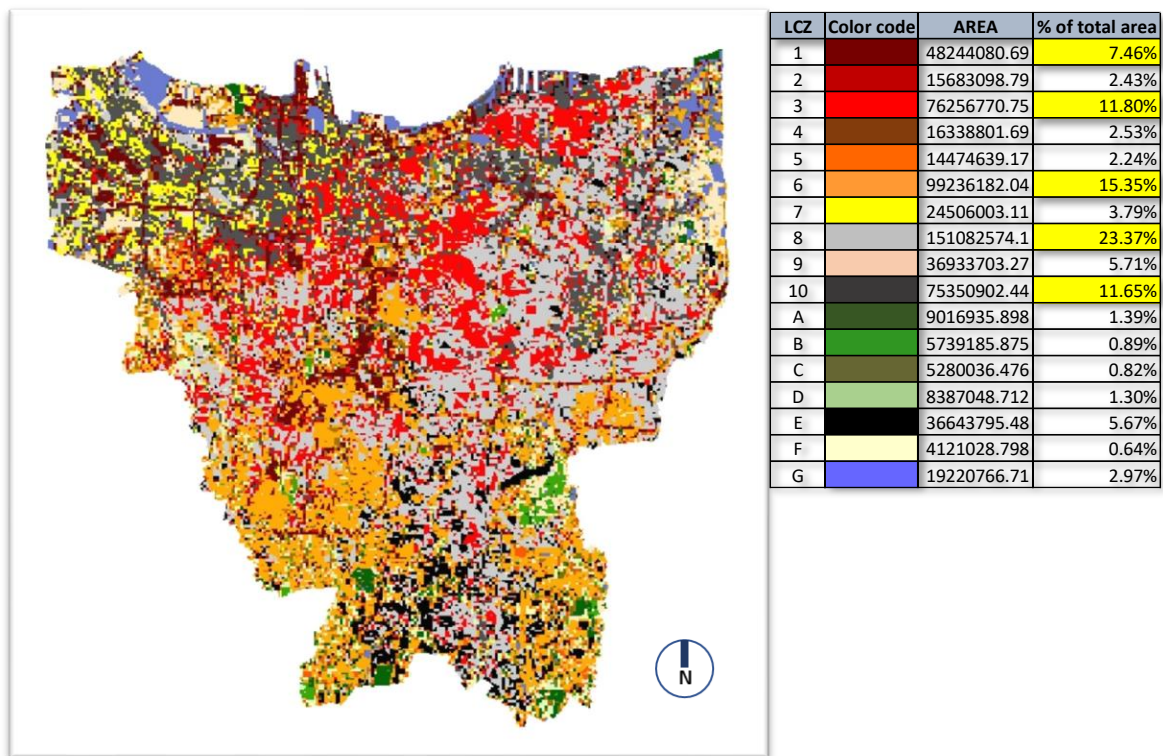 LCZ Color code AREA % of total area
1 48244080.69 7.46%
2 15683098.79 2.43%
3 76256770.75 11.80%
4 16338801.69 2.53%
5 14474639.17 2.24%
6 99236182.04 15.35%
7 24506003.11 3.79%
8 151082574.1 23.37%
9 36933703.27 5.71%
10 75350902.44 11.65%
A 9016935.898 1.39%
B 5739185.875 0.89%
C 5280036.476 0.82%
D 8387048.712 1.30%
E 36643795.48 5.67%
F 4121028.798 0.64%
G 19220766.71 2.97%
N